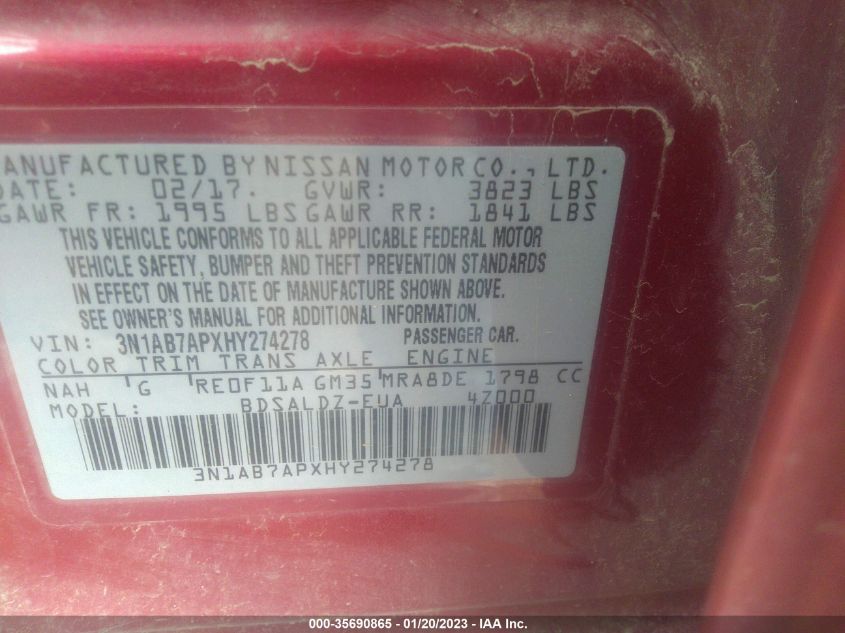 ANUFACTURED BY NISSAN MOTOR CO., LTD.
DATE: 02/17. GVWR: 3823 LBS
GAWR FR: 1995 LBS GAWR RR: 1841 LBS
THIS VEHICLE CONFORMS TO ALL APPLICABLE FEDERAL MOTOR
VEHICLE SAFETY, BUMPER AND THEFT PREVENTION STANDARDS
IN EFFECT ON THE DATE OF MANUFACTURE SHOWN ABOVE.
SEE OWNER'S MANUAL FOR ADDITIONAL INFORMATION.
VIN: 3N1AB7APXHY274278 PASSENGER CAR.
COLOR TRIM TRANS AXLE ENGINE
NAH G RE0F11A GM35 MRA8DE 1798 CC
MODEL: BDSALDZ-EUA 4Z000
3N1AB7APXHY274278
000-35690865 / 01/20/2023 - IAA Inc.